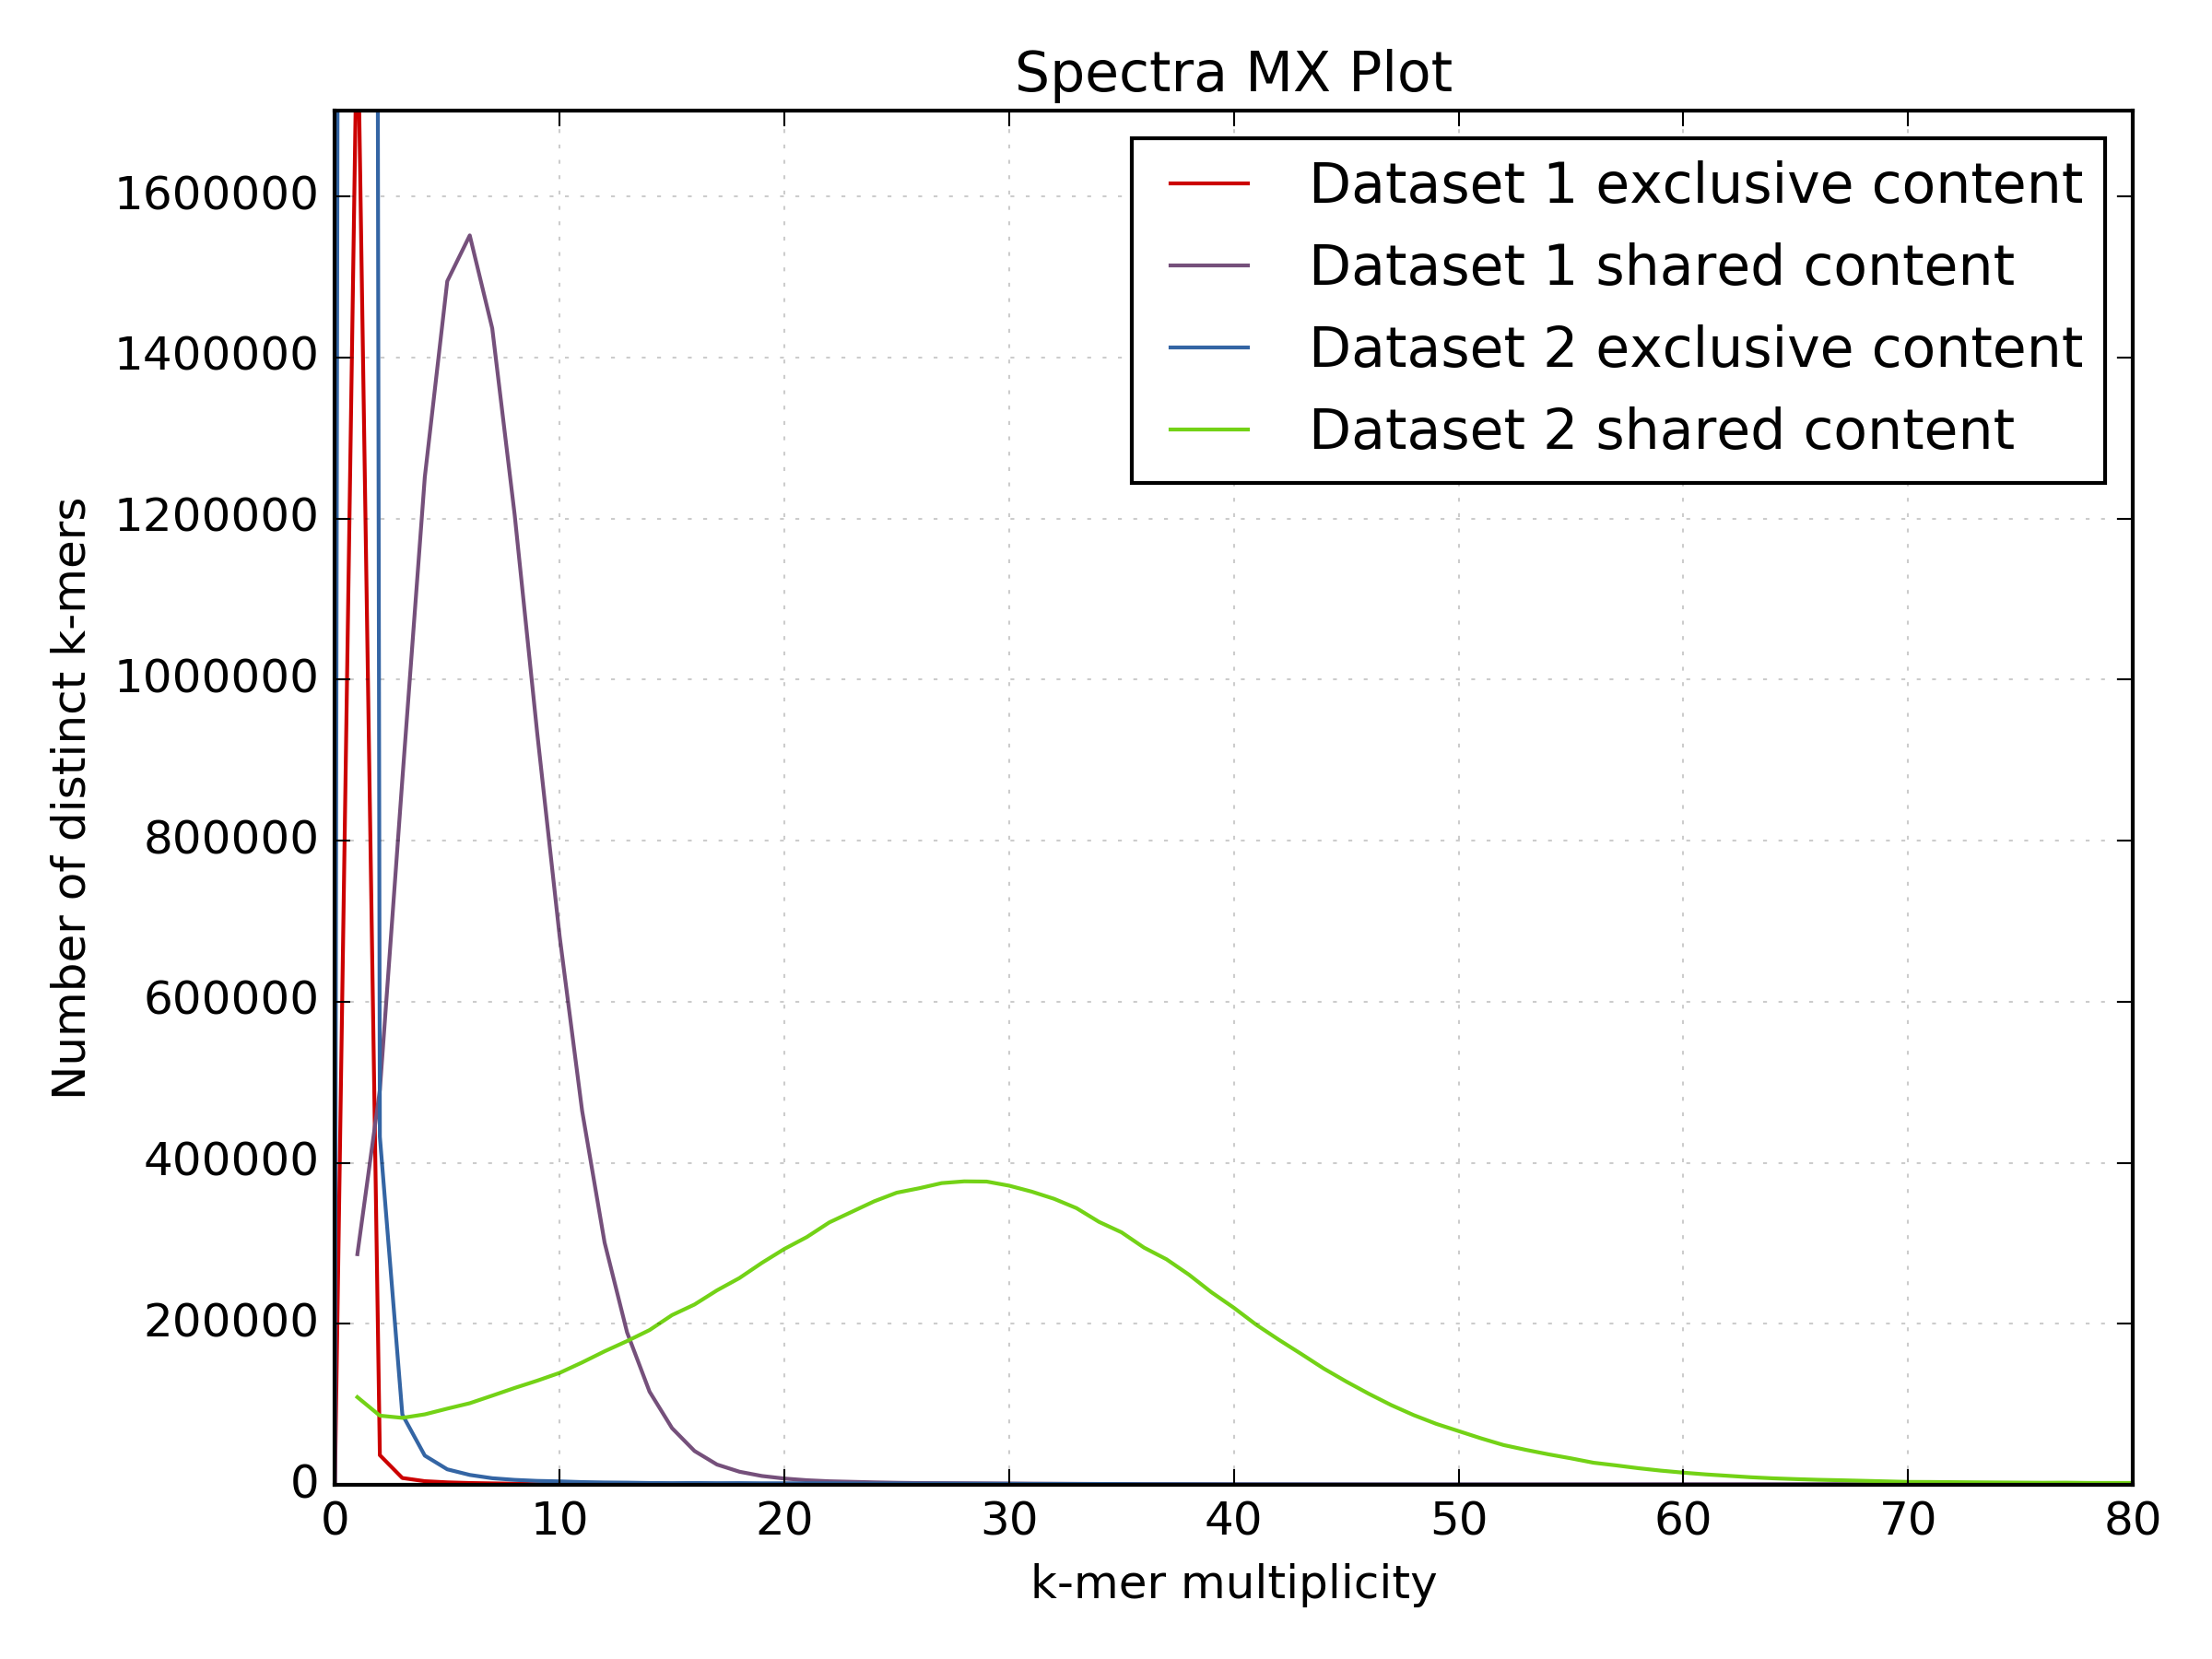 Spectra MX Plot
Dataset 1 exclusive content
Dataset 1 shared content
Dataset 2 exclusive content
Dataset 2 shared content
Number of distinct k-mers
1600000
1400000
1200000
1000000
800000
600000
400000
200000
0
0 10 20 30 40 50 60 70 80
k-mer multiplicity